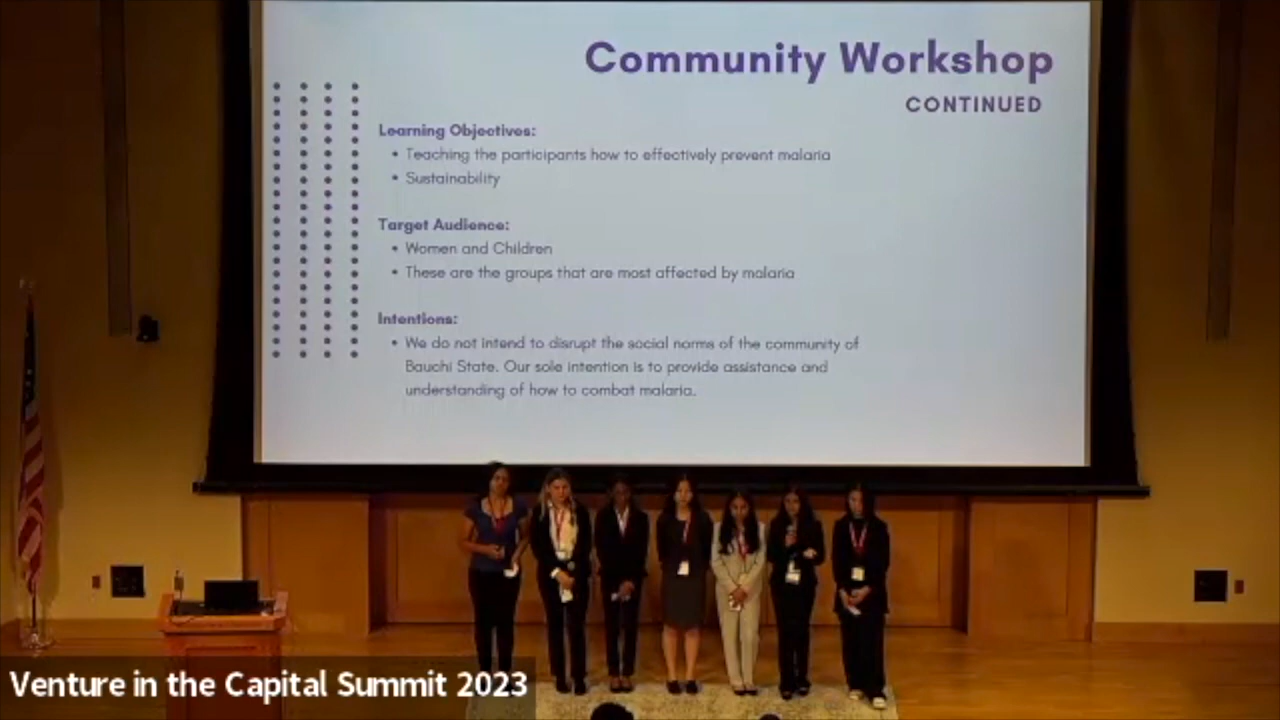 Community Workshop
CONTINUED
Learning Objectives:
• Teaching the participants how to effectively prevent malaria
• Sustainability
Target Audience:
• Women and Children
• These are the groups that are most affected by malaria
Intentions:
• We do not intend to disrupt the social norms of the community of
Bauchi State. Our sole intention is to provide assistance and
understanding of how to combat malaria.
Venture in the Capital Summit 2023